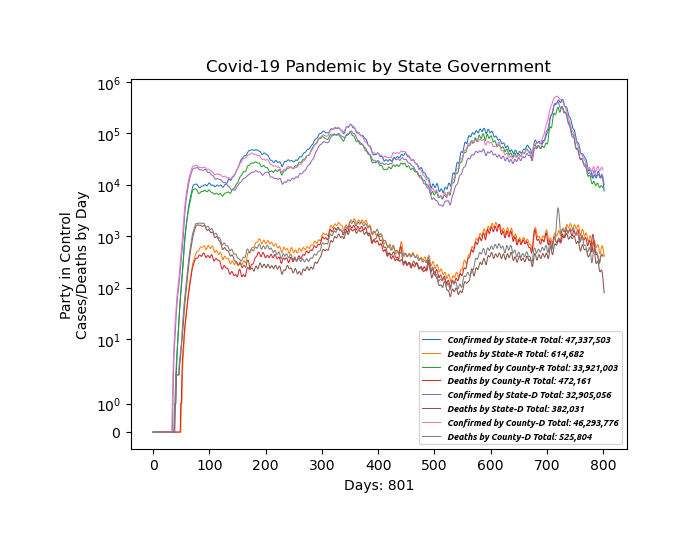 Covid-19 Pandemic by State Government
10^6
10^5
10^4
10^3
10^2
10^1
10^0
0
Party in Control
Cases/Deaths by Day
Confirmed by State-R Total: 47,337,503
Deaths by State-R Total: 614,682
Confirmed by County-R Total: 33,921,003
Deaths by County-R Total: 472,161
Confirmed by State-D Total: 32,905,056
Deaths by State-D Total: 382,031
Confirmed by County-D Total: 46,293,776
Deaths by County-D Total: 525,804
0 100 200 300 400 500 600 700 800
Days: 801